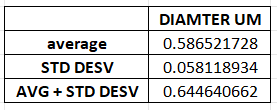 DIAMTER UM
average 0.586521728
STD DESV 0.058118934
AVG + STD DESV 0.644640662